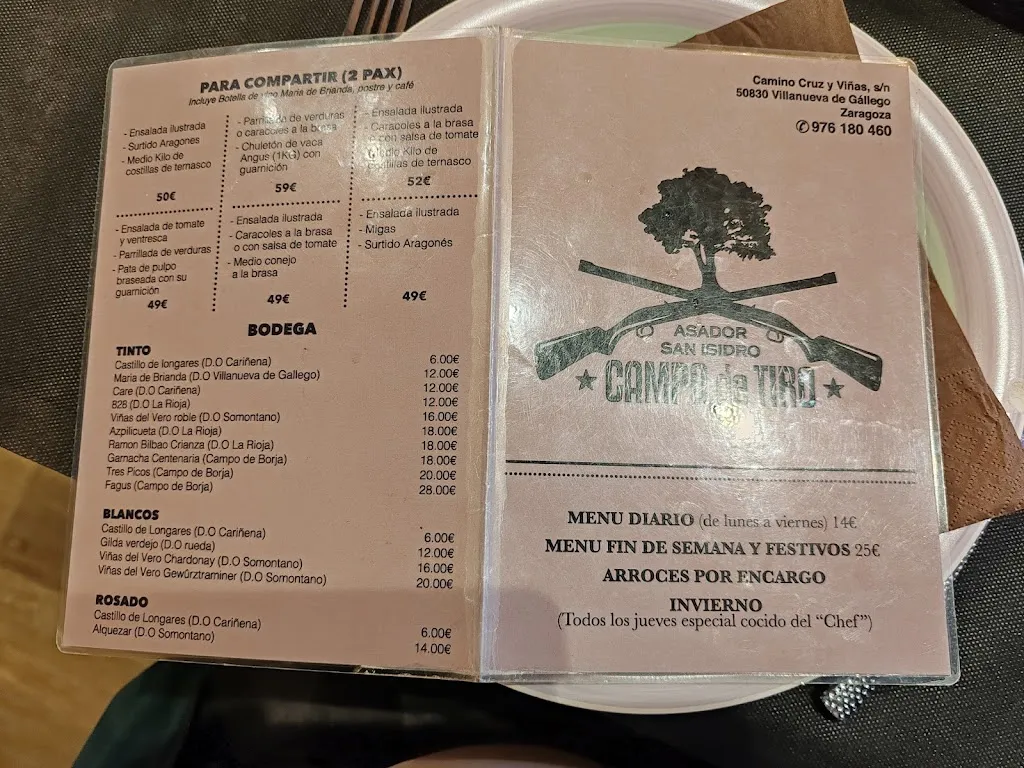 PARA COMPARTIR (2 PAX)
Incluye Botella de vino Maria de Brianda, postre y café
- Ensalada ilustrada
- Surtido Aragones
- Medio Kilo de
costillas de ternasco
50€
- Parrillada de verduras
o caracoles a la brasa
- Chuletón de vaca
Angus (1KG) con
guarnición
59€
- Ensalada ilustrada
- Caracoles a la brasa
o con salsa de tomate
- Medio Kilo de
costillas de ternasco
52€
- Ensalada de tomate
y ventresca
- Parrillada de verduras
- Pata de pulpo
braseada con su
guarnición
49€
- Ensalada ilustrada
- Caracoles a la brasa
o con salsa de tomate
- Medio conejo
a la brasa
49€
- Ensalada ilustrada
- Migas
- Surtido Aragonés
49€
BODEGA
TINTO
Castillo de longares (D.O Cariñena) 6.00€
Maria de Brianda (D.O Villanueva de Gallego) 12.00€
Care (D.O Cariñena) 12.00€
828 (D.O La Rioja) 12.00€
Viñas del Vero roble (D.O Somontano) 16.00€
Azpilicueta (D.O La Rioja) 18.00€
Ramon Bilbao Crianza (D.O La Rioja) 18.00€
Garnacha Centenaria (Campo de Borja) 18.00€
Tres Picos (Campo de Borja) 20.00€
Fagus (Campo de Borja) 28.00€
BLANCOS
Castillo de Longares (D.O Cariñena) 6.00€
Gilda verdejo (D.O rueda) 12.00€
Viñas del Vero Chardonay (D.O Somontano) 16.00€
Viñas del Vero Gewürztraminer (D.O Somontano) 20.00€
ROSADO
Castillo de Longares (D.O Cariñena) 6.00€
Alquezar (D.O Somontano) 14.00€
Camino Cruz y Viñas, s/n
50830 Villanueva de Gállego
Zaragoza
✆976 180 460
ASADOR
SAN ISIDRO
CAMPO de TIRO
MENU DIARIO (de lunes a viernes) 14€
MENU FIN DE SEMANA Y FESTIVOS 25€
ARROCES POR ENCARGO
INVIERNO
(Todos los jueves especial cocido del “Chef”)